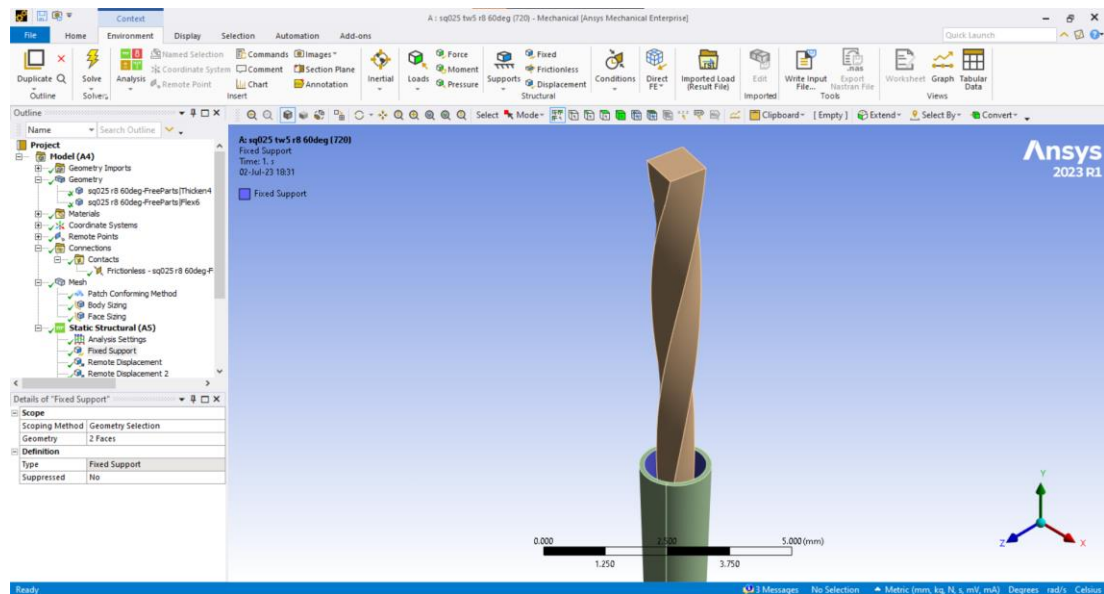 A : sq025 tw5 r8 60deg (720) - Mechanical [Ansys Mechanical Enterprise]
Context
File Home Environment Display Selection Automation Add-ons
Quick Launch
Duplicate Q
Outline
Solve
Analysis
Solvers
Named Selection
Coordinate System
Remote Point
Commands
Comment
Chart
Images
Section Plane
Annotation
Insert
Inertial
Loads
Force
Moment
Pressure
Supports
Fixed
Frictionless
Displacement
Conditions
Direct FE
Structural
Imported Load (Result File)
Edit
Imported
Write Input File...
Export Nastran File
Tools
Worksheet
Graph
Tabular Data
Views
Outline
Select Mode
Clipboard [Empty] Extend Select By Convert
Name Search Outline
Project
Model (A4)
Geometry Imports
Geometry
sq025 r8 60deg-FreeParts|Thicken4
sq025 r8 60deg-FreeParts|Flex6
Materials
Coordinate Systems
Remote Points
Connections
Contacts
Frictionless - sq025 r8 60deg-F
Mesh
Patch Conforming Method
Body Sizing
Face Sizing
Static Structural (A5)
Analysis Settings
Fixed Support
Remote Displacement
Remote Displacement 2
Details of "Fixed Support"
Scope
Scoping Method Geometry Selection
Geometry 2 Faces
Definition
Type Fixed Support
Suppressed No
A: sq025 tw5 r8 60deg (720)
Fixed Support
Time: 1. s
02-Jul-23 18:31
Fixed Support
Ansys
2023 R1
0.000 2.500 5.000 (mm)
1.250 3.750
Y
Z X
Ready
3 Messages No Selection Metric (mm, kg, N, s, mV, mA) Degrees rad/s Celsius